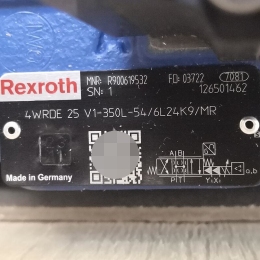 Rexroth
MNR: R900619532 FD: 03722 7081
SN: 1 126501462
4WRDE 25 V1-350L-54/6L24K9/MR
Made in Germany
A B
P T Y X
a.b